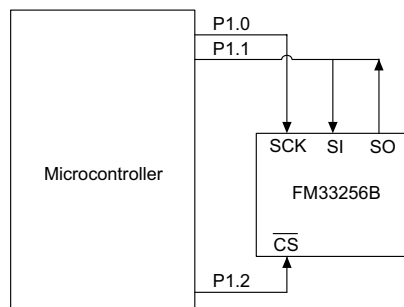 P1.0
P1.1
SCK SI SO
Microcontroller
FM33256B
CS
P1.2